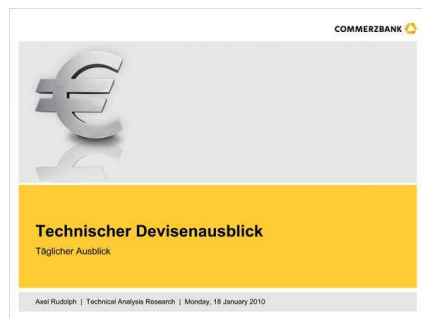 COMMERZBANK
Technischer Devisenausblick
Täglicher Ausblick
Axel Rudolph | Technical Analysis Research | Monday, 18 January 2010